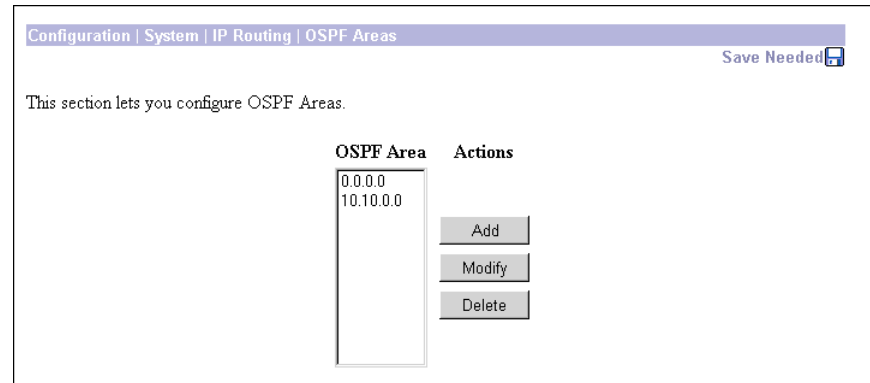 Configuration | System | IP Routing | OSPF Areas
Save Needed
This section lets you configure OSPF Areas.
OSPF Area Actions
0.0.0.0
10.10.0.0
Add
Modify
Delete